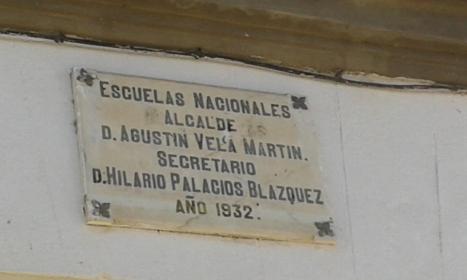 ESCUELAS NACIONALES
ALCALDE
D. AGUSTIN VELA MARTIN.
SECRETARIO
D. HILARIO PALACIOS BLAZQUEZ
AÑO 1932.